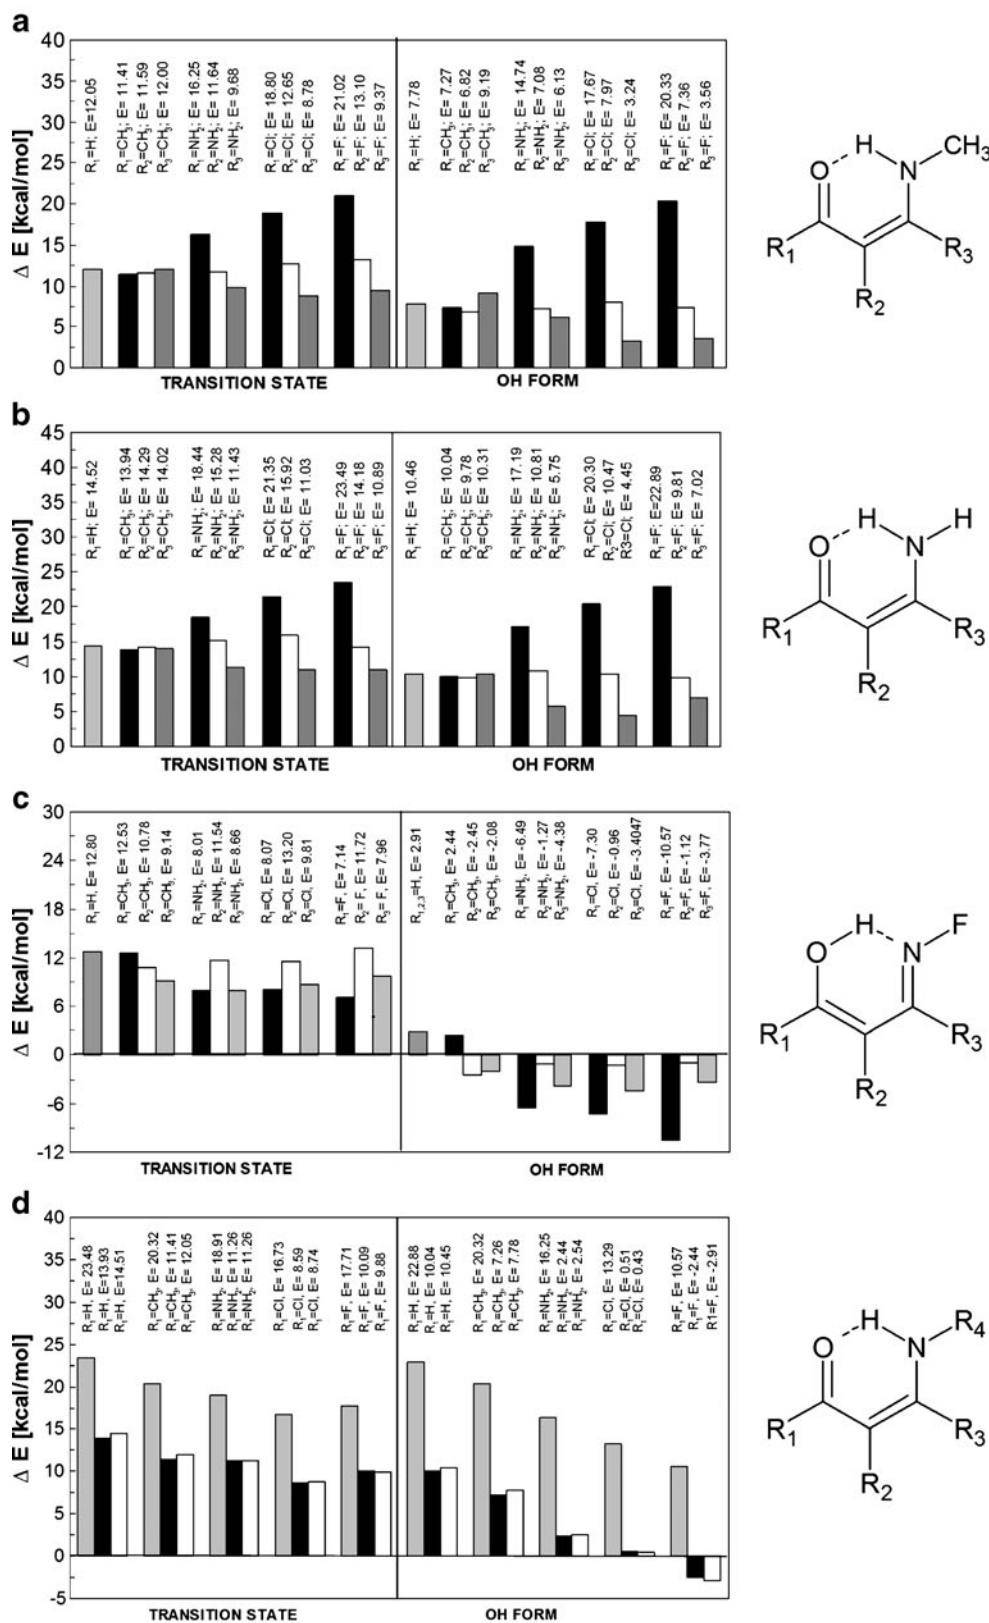 a
Δ E [kcal/mol]
40
35
30
25
20
15
10
5
0
R₁=H; E=12.05
R₁=CH₃; E= 11.41
R₂=CH₃; E= 11.59
R₃=CH₃; E= 12.00
R₁=NH₂; E= 16.25
R₂=NH₂; E= 11.64
R₃=NH₂; E= 9.68
R₁=Cl; E= 18.80
R₂=Cl; E= 12.65
R₃=Cl; E= 8.78
R₁=F; E= 21.02
R₂=F; E= 13.10
R₃=F; E= 9.37
R₁=H; E= 7.78
R₁=CH₃; E= 7.27
R₂=CH₃; E= 6.82
R₃=CH₃; E= 9.19
R₁=NH₂; E= 14.74
R₂=NH₂; E= 7.08
R₃=NH₂; E= 6.13
R₁=Cl; E= 17.67
R₂=Cl; E= 7.97
R₃=Cl; E= 3.24
R₁=F; E= 20.33
R₂=F; E= 7.36
R₃=F; E= 3.56
TRANSITION STATE
OH FORM
O H N CH₃
R₁ R₂ R₃
b
Δ E [kcal/mol]
45
40
35
30
25
20
15
10
5
0
R₁=H; E= 14.52
R₁=CH₃; E= 13.94
R₂=CH₃; E= 14.29
R₃=CH₃; E= 14.02
R₁=NH₂; E= 18.44
R₂=NH₂; E= 15.28
R₃=NH₂; E= 11.43
R₁=Cl; E= 21.35
R₂=Cl; E= 15.92
R₃=Cl; E= 11.03
R₁=F; E= 23.49
R₂=F; E= 14.18
R₃=F; E= 10.89
R₁=H; E= 10.46
R₁=CH₃; E= 10.04
R₂=CH₃; E= 9.78
R₃=CH₃; E= 10.31
R₁=NH₂; E= 17.19
R₂=NH₂; E= 10.81
R₃=NH₂; E= 5.75
R₁=Cl; E= 20.30
R₂=Cl; E= 10.47
R3=Cl; E= 4.45
R₁=F; E=22.89
R₂=F; E= 9.81
R₃=F; E= 7.02
TRANSITION STATE
OH FORM
O H N H
R₁ R₂ R₃
c
Δ E [kcal/mol]
30
24
18
12
6
0
-6
-12
R₁=H, E= 12.80
R₁=CH₃, E= 12.53
R₂=CH₃, E= 10.78
R₃=CH₃, E= 9.14
R₁=NH₂, E= 8.01
R₂=NH₂, E= 11.54
R₃=NH₂, E= 8.66
R₁=Cl, E= 8.07
R₂=Cl, E= 13.20
R₃=Cl, E= 9.81
R₁=F, E= 7.14
R₂= F, E= 11.72
R₃= F, E= 7.96
R₁,₂,₃=H, E= 2.91
R₁=CH₃, E= 2.44
R₂=CH₃, E= -2.45
R₃=CH₃, E= -2.08
R₁=NH₂, E= -6.49
R₂=NH₂, E= -1.27
R₃=NH₂, E= -4.38
R₁=Cl, E= -7.30
R₂=Cl, E= -0.96
R₃=Cl, E= -3.4047
R₁=F, E= -10.57
R₂=F, E= -1.12
R₃=F, E= -3.77
TRANSITION STATE
OH FORM
O H N F
R₁ R₂ R₃
d
Δ E [kcal/mol]
40
35
30
25
20
15
10
5
0
-5
R₁=H, E= 23.48
R₁=H, E=13.93
R₁=H, E=14.51
R₁=CH₃, E= 20.32
R₁=CH₃, E= 11.41
R₁=CH₃, E= 12.05
R₁=NH₂, E= 18.91
R₁=NH₂, E= 11.26
R₁=NH₂, E= 11.26
R₁=Cl, E= 16.73
R₁=Cl, E= 8.59
R₁=Cl, E= 8.74
R₁=F, E= 17.71
R₁=F, E= 10.09
R₁=F, E= 9.88
R₁=H, E= 22.88
R₁=H, E= 10.04
R₁=H, E= 10.45
R₁=CH₃, E= 20.32
R₁=CH₃, E= 7.26
R₁=CH₃, E= 7.78
R₁=NH₂, E= 16.25
R₁=NH₂, E= 2.44
R₁=NH₂, E= 2.54
R₁=Cl, E= 13.29
R₁=Cl, E= 0.51
R₁=Cl, E= 0.43
R₁=F, E= 10.57
R₁=F, E= -2.44
R1=F, E= -2.91
TRANSITION STATE
OH FORM
O H N R₄
R₁ R₂ R₃